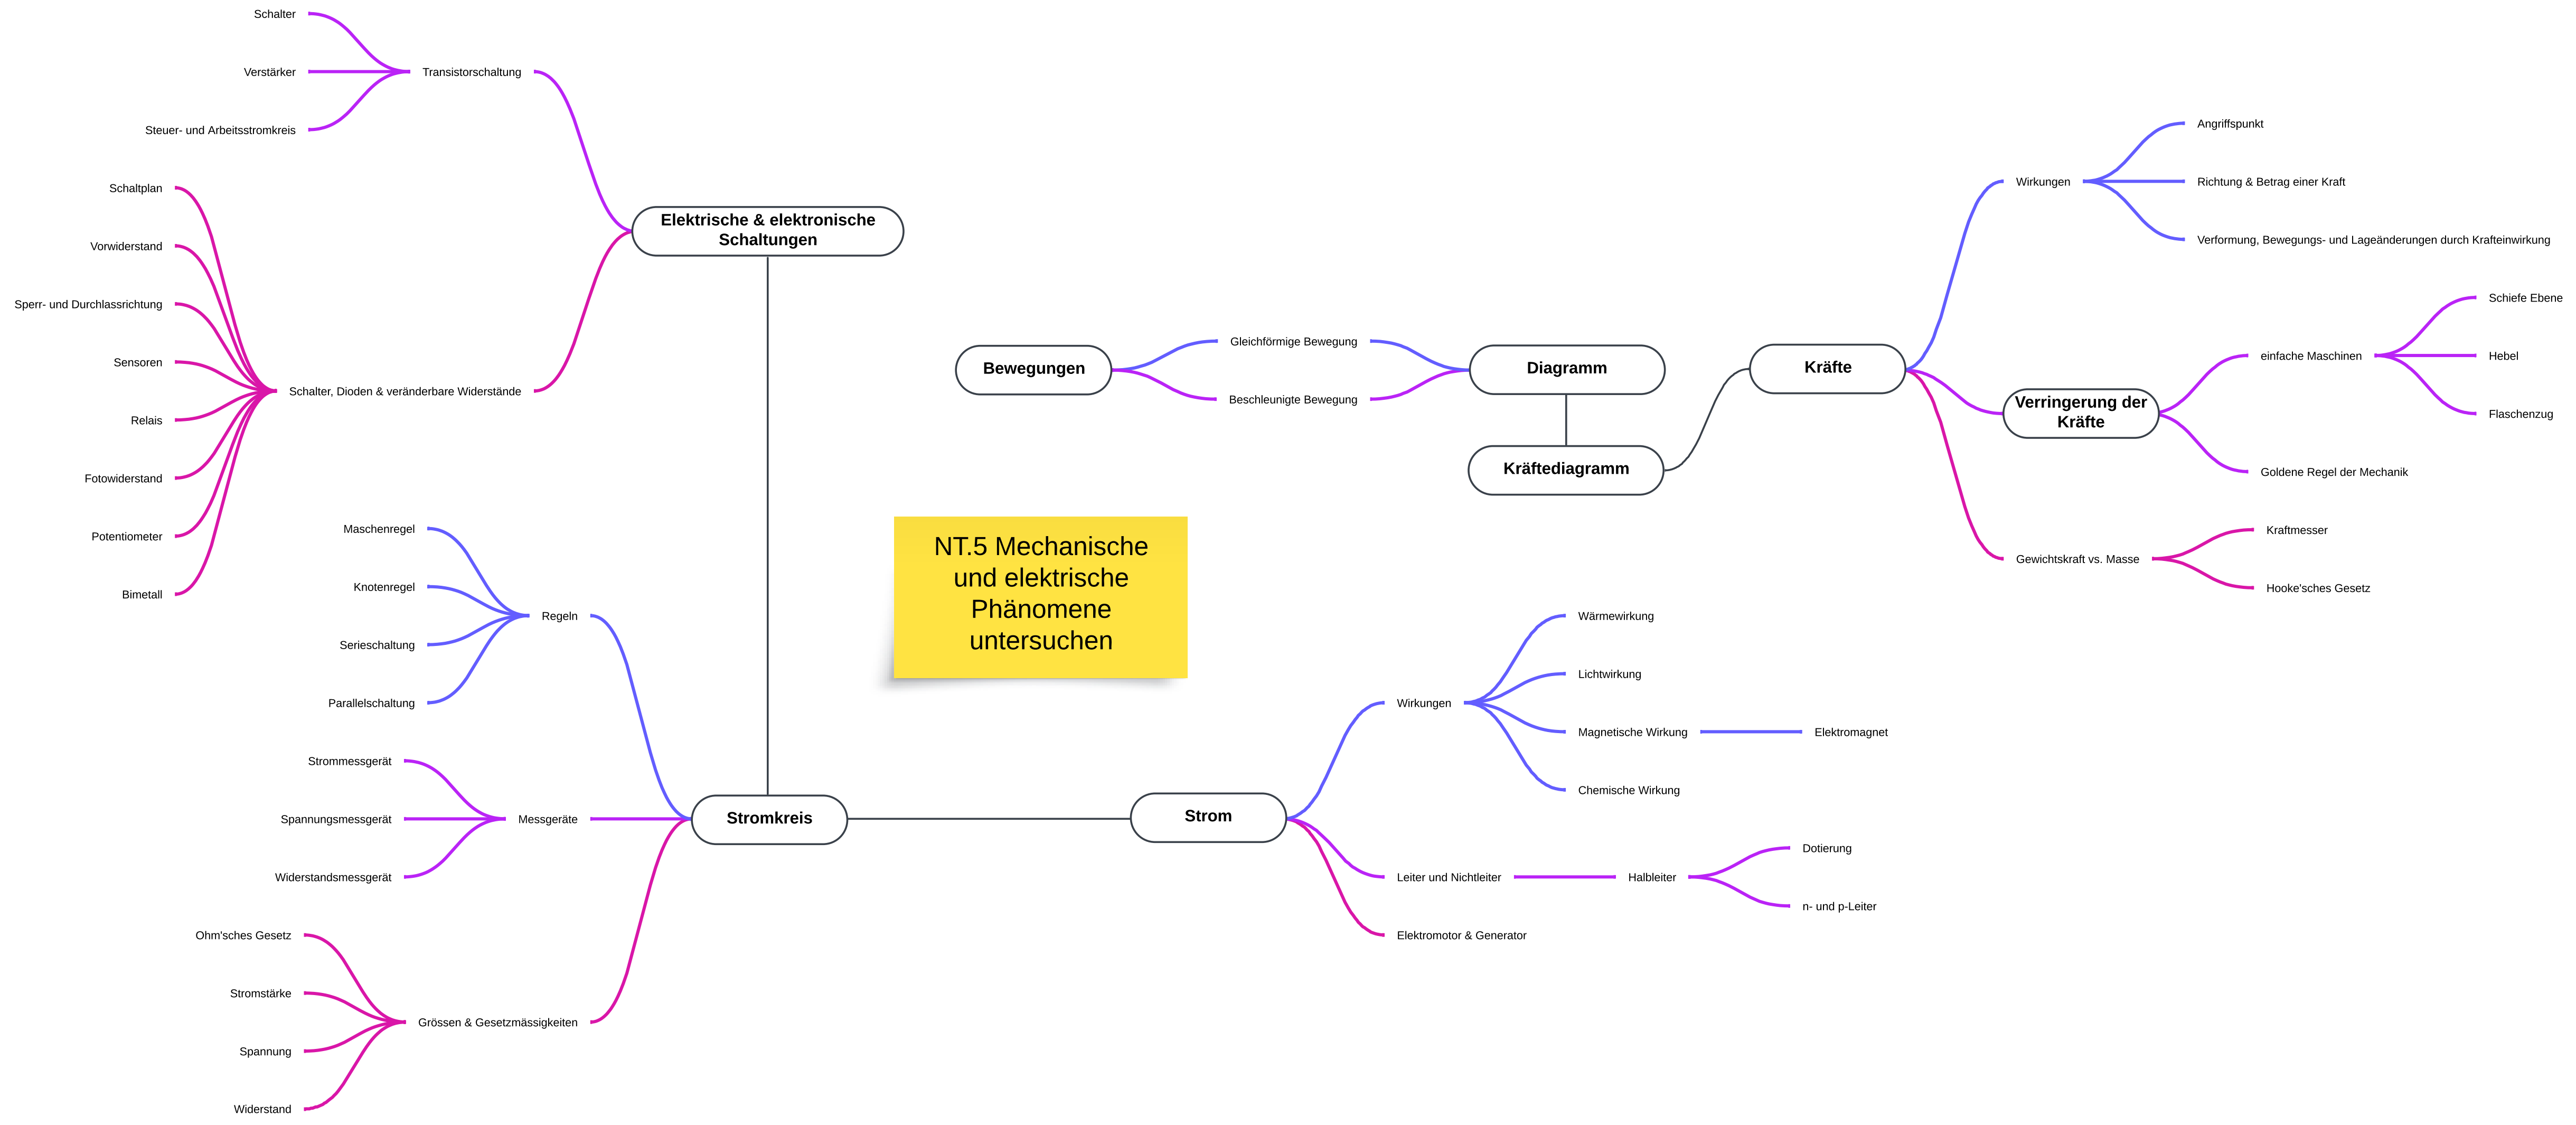 Schalter
Verstärker
Steuer- und Arbeitsstromkreis
Transistorschaltung
Schaltplan
Vorwiderstand
Sperr- und Durchlassrichtung
Sensoren
Relais
Fotowiderstand
Potentiometer
Bimetall
Schalter, Dioden & veränderbare Widerstände
Elektrische & elektronische
Schaltungen
Maschenregel
Knotenregel
Serieschaltung
Parallelschaltung
Regeln
Strommessgerät
Spannungsmessgerät
Widerstandsmessgerät
Messgeräte
Ohm'sches Gesetz
Stromstärke
Spannung
Widerstand
Grössen & Gesetzmässigkeiten
Stromkreis
NT.5 Mechanische
und elektrische
Phänomene
untersuchen
Bewegungen
Gleichförmige Bewegung
Beschleunigte Bewegung
Diagramm
Kräftediagramm
Kräfte
Wirkungen
Angriffspunkt
Richtung & Betrag einer Kraft
Verformung, Bewegungs- und Lageänderungen durch Krafteinwirkung
Verringerung der
Kräfte
einfache Maschinen
Schiefe Ebene
Hebel
Flaschenzug
Goldene Regel der Mechanik
Gewichtskraft vs. Masse
Kraftmesser
Hooke'sches Gesetz
Strom
Wirkungen
Wärmewirkung
Lichtwirkung
Magnetische Wirkung
Elektromagnet
Chemische Wirkung
Leiter und Nichtleiter
Halbleiter
Dotierung
n- und p-Leiter
Elektromotor & Generator